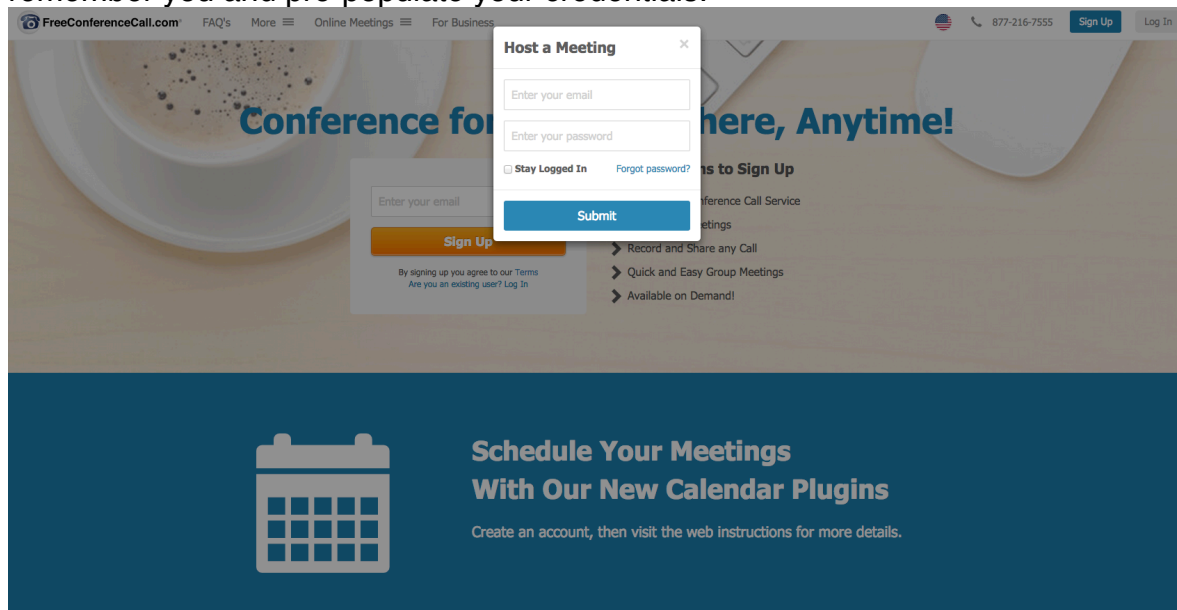 remember you and pre-populate your credentials.
FreeConferenceCall.com FAQ's More Online Meetings For Business 877-216-7555 Sign Up Log In
Host a Meeting ×
Enter your email
Enter your password
Stay Logged In Forgot password?
Submit
Conference for here, Anytime!
ns to Sign Up
Enter your email
Sign Up
By signing up you agree to our Terms
Are you an existing user? Log In
ference Call Service
etings
Record and Share any Call
Quick and Easy Group Meetings
Available on Demand!
Schedule Your Meetings
With Our New Calendar Plugins
Create an account, then visit the web instructions for more details.